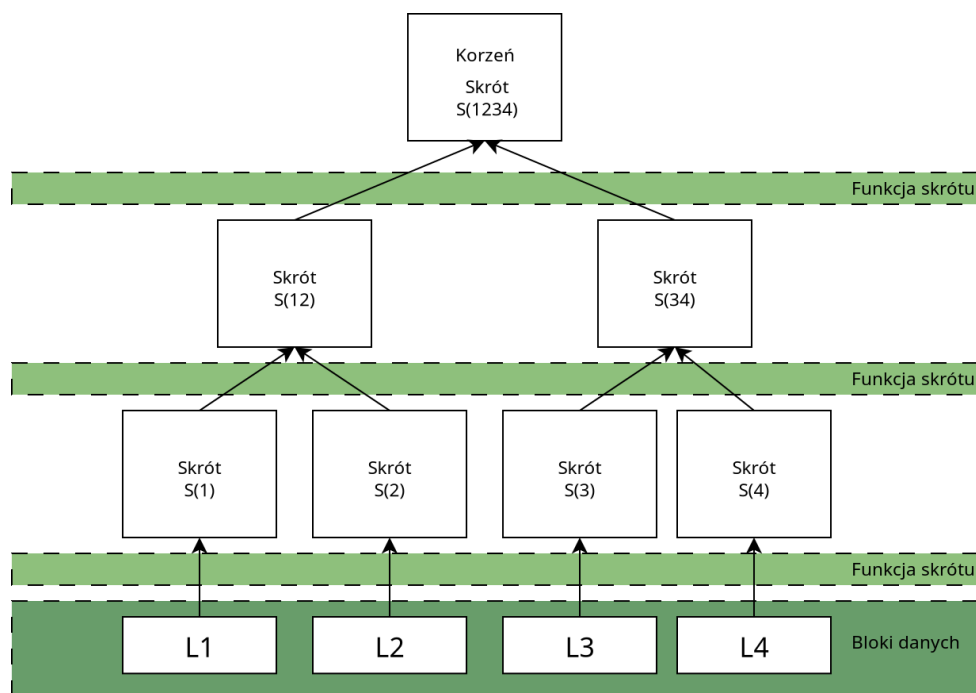 Korzeń
Skrót
S(1234)
Funkcja skrótu
Skrót
S(12)
Skrót
S(34)
Funkcja skrótu
Skrót
S(1)
Skrót
S(2)
Skrót
S(3)
Skrót
S(4)
Funkcja skrótu
L1
L2
L3
L4
Bloki danych